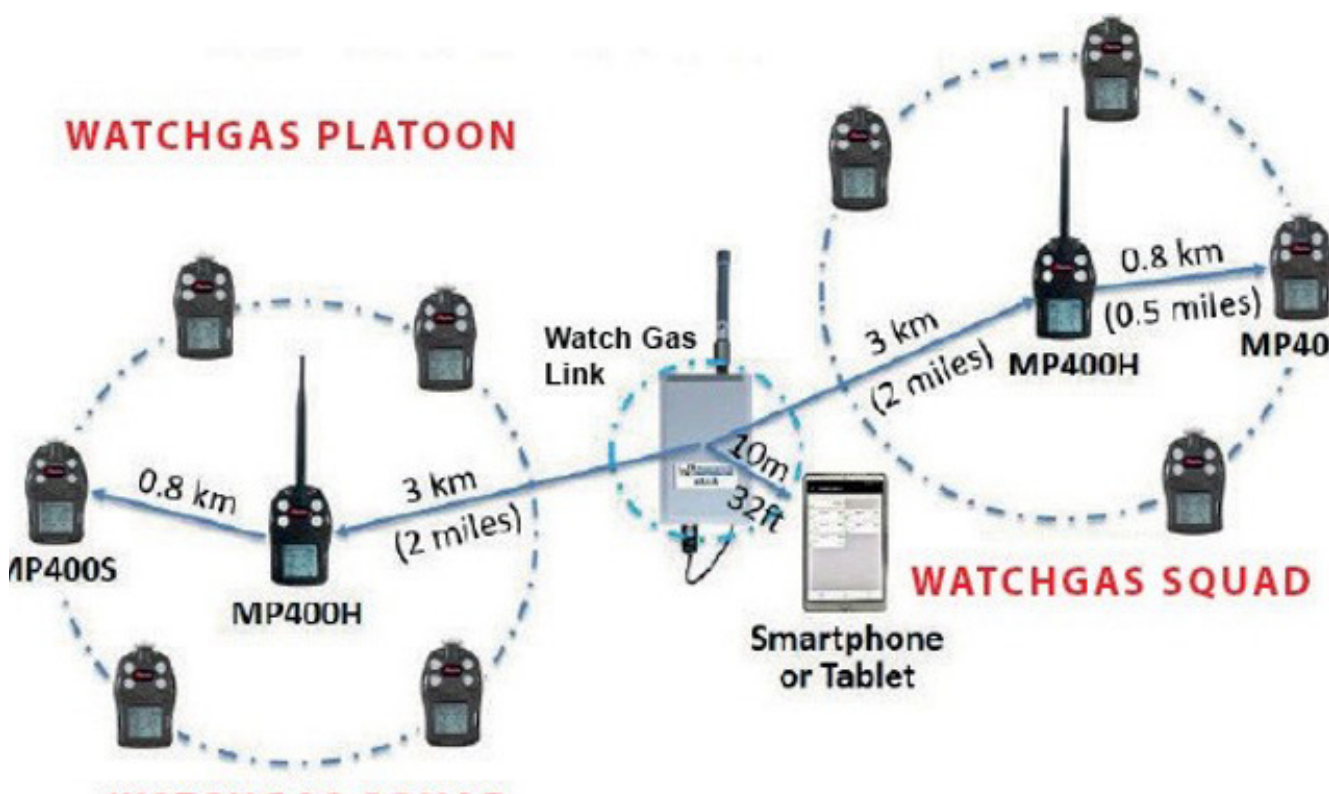 WATCHGAS PLATOON
Watch Gas
Link
0.8 km
(0.5 miles)
3 km
(2 miles)
MP400H
MP40
10m
32ft
0.8 km
3 km
(2 miles)
MP400S
MP400H
WATCHGAS SQUAD
Smartphone
or Tablet